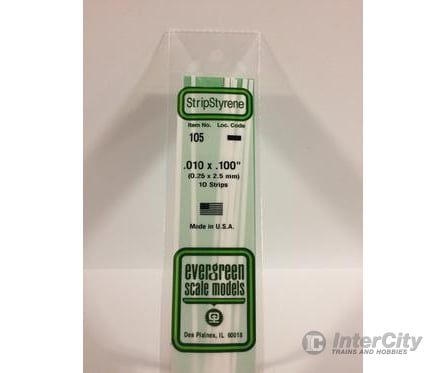 StripStyrene
Item No. Loc. Code
105
.010 x .100"
(0.25 x 2.5 mm)
10 Strips
Made in U.S.A.
evergreen
scale models
Des Plaines, IL 60018
IC InterCity
TRAINS AND HOBBIES